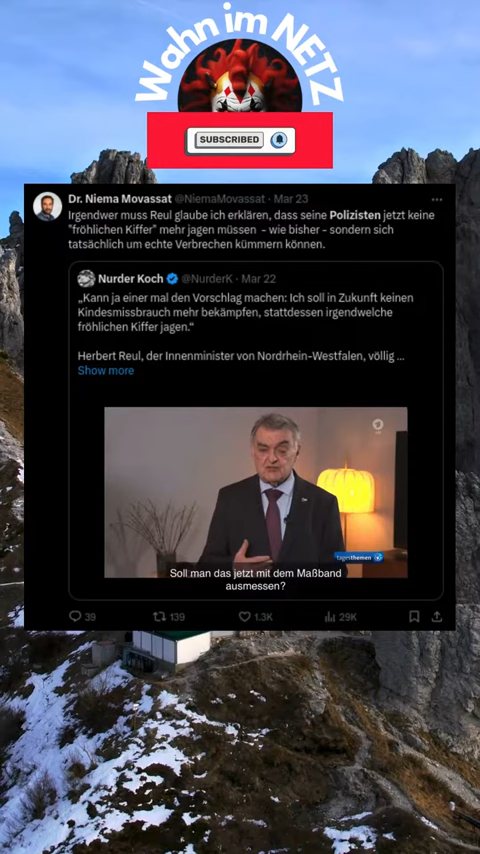 Wahn im NETZ
SUBSCRIBED
Dr. Niema Movassat @NiemaMovassat · Mar 23
Irgendwer muss Reul glaube ich erklären, dass seine Polizisten jetzt keine
"fröhlichen Kiffer" mehr jagen müssen - wie bisher - sondern sich
tatsächlich um echte Verbrechen kümmern können.
Nurder Koch @NurderK · Mar 22
„Kann ja einer mal den Vorschlag machen: Ich soll in Zukunft keinen
Kindesmissbrauch mehr bekämpfen, stattdessen irgendwelche
fröhlichen Kiffer jagen.“
Herbert Reul, der Innenminister von Nordrhein-Westfalen, völlig ...
Show more
tagesthemen
Soll man das jetzt mit dem Maßband
ausmessen?
39 139 1.3K 29K